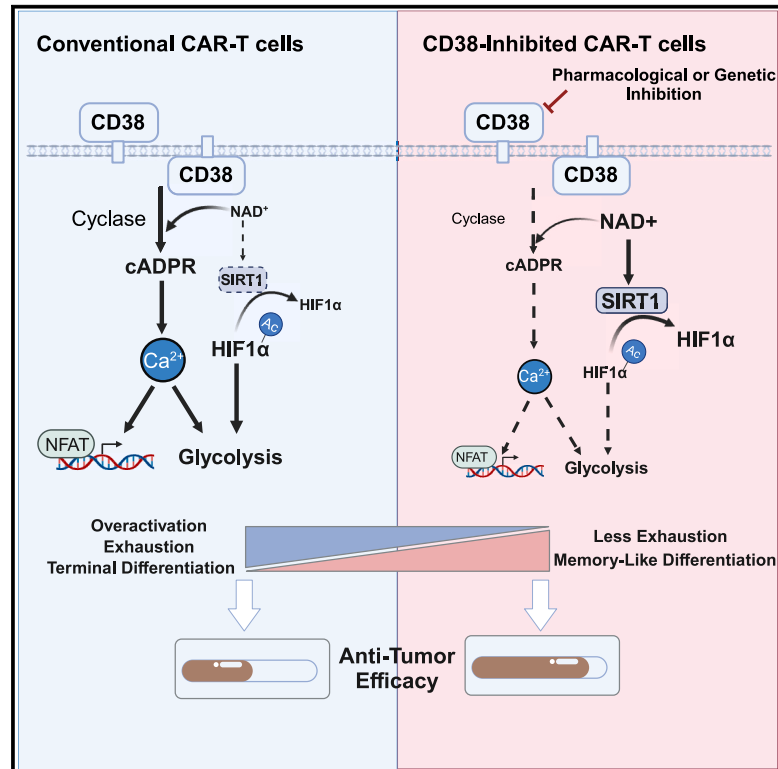 Conventional CAR-T cells
CD38
CD38
Cyclase
NAD⁺
cADPR
SIRT1
HIF1α
Ac
HIF1α
Ca²⁺
NFAT
Glycolysis
Overactivation
Exhaustion
Terminal Differentiation
CD38-Inhibited CAR-T cells
Pharmacological or Genetic
Inhibition
CD38
CD38
Cyclase
NAD+
cADPR
SIRT1
HIF1α
Ac
HIF1α
Ca²⁺
NFAT
Glycolysis
Less Exhaustion
Memory-Like Differentiation
Anti-Tumor
Efficacy